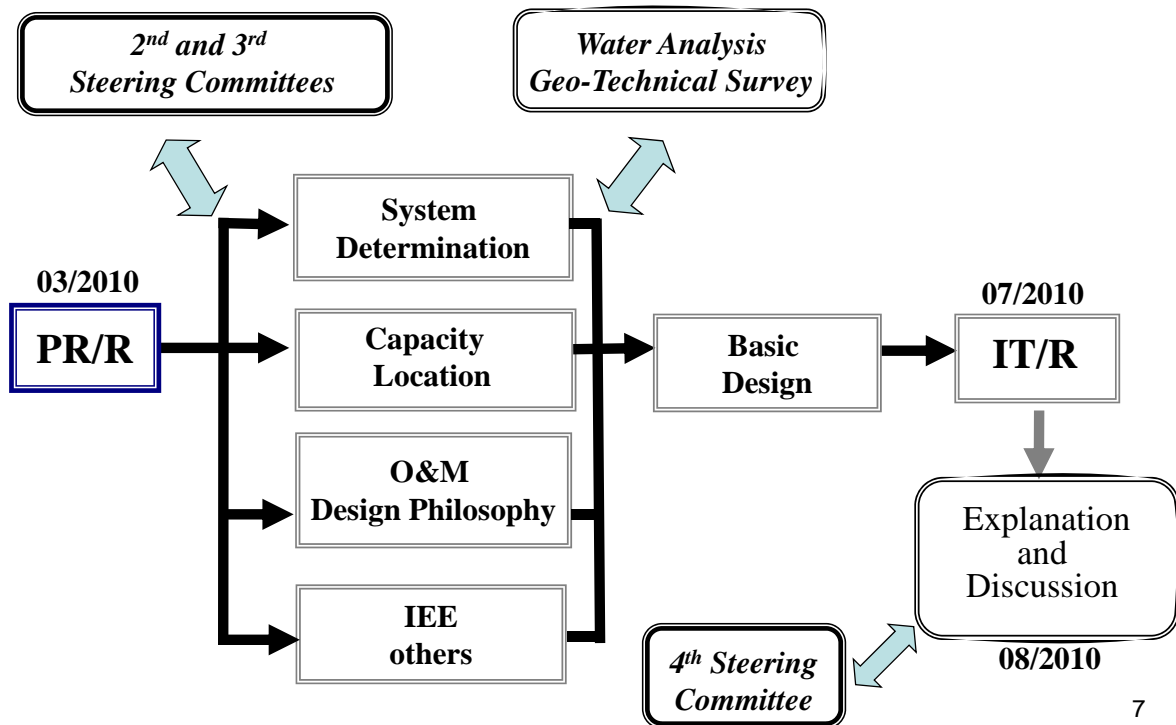 2nd and 3rd
Steering Committees
Water Analysis
Geo-Technical Survey
System
Determination
03/2010
PR/R
Capacity
Location
Basic
Design
07/2010
IT/R
O&M
Design Philosophy
Explanation
and
Discussion
IEE
others
4th Steering
Committee
08/2010
7